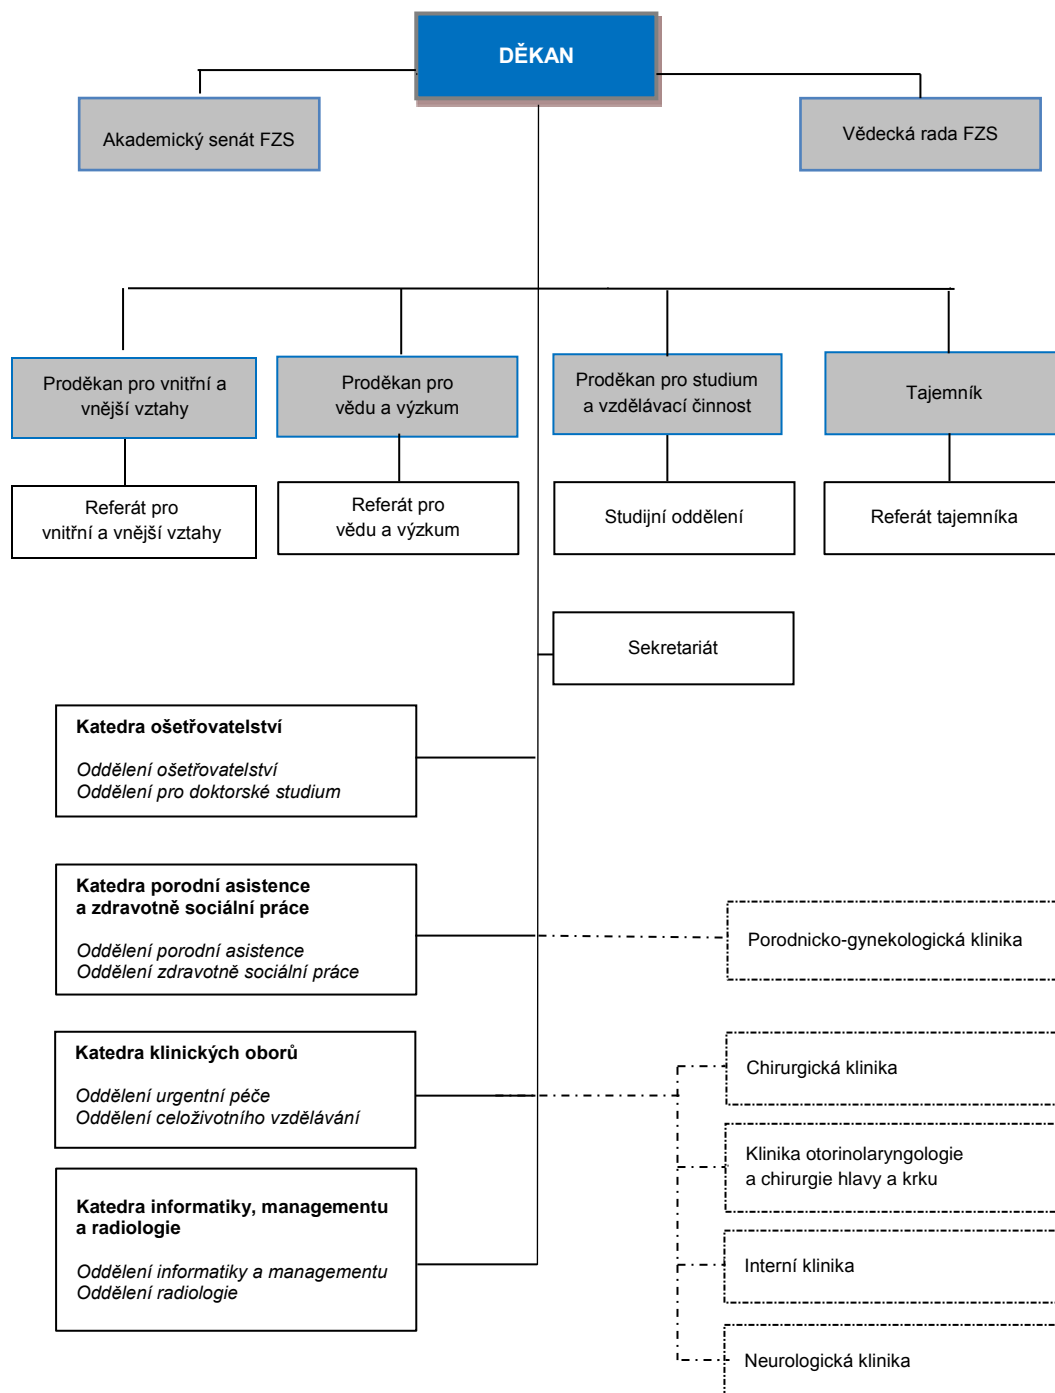 DĚKAN
Akademický senát FZS
Vědecká rada FZS
Proděkan pro vnitřní a
vnější vztahy
Proděkan pro
vědu a výzkum
Proděkan pro studium
a vzdělávací činnost
Tajemník
Referát pro
vnitřní a vnější vztahy
Referát pro
vědu a výzkum
Studijní oddělení
Referát tajemníka
Sekretariát
Katedra ošetřovatelství
Oddělení ošetřovatelství
Oddělení pro doktorské studium
Katedra porodní asistence
a zdravotně sociální práce
Oddělení porodní asistence
Oddělení zdravotně sociální práce
Porodnicko-gynekologická klinika
Katedra klinických oborů
Oddělení urgentní péče
Oddělení celoživotního vzdělávání
Chirurgická klinika
Klinika otorinolaryngologie
a chirurgie hlavy a krku
Katedra informatiky, managementu
a radiologie
Oddělení informatiky a managementu
Oddělení radiologie
Interní klinika
Neurologická klinika